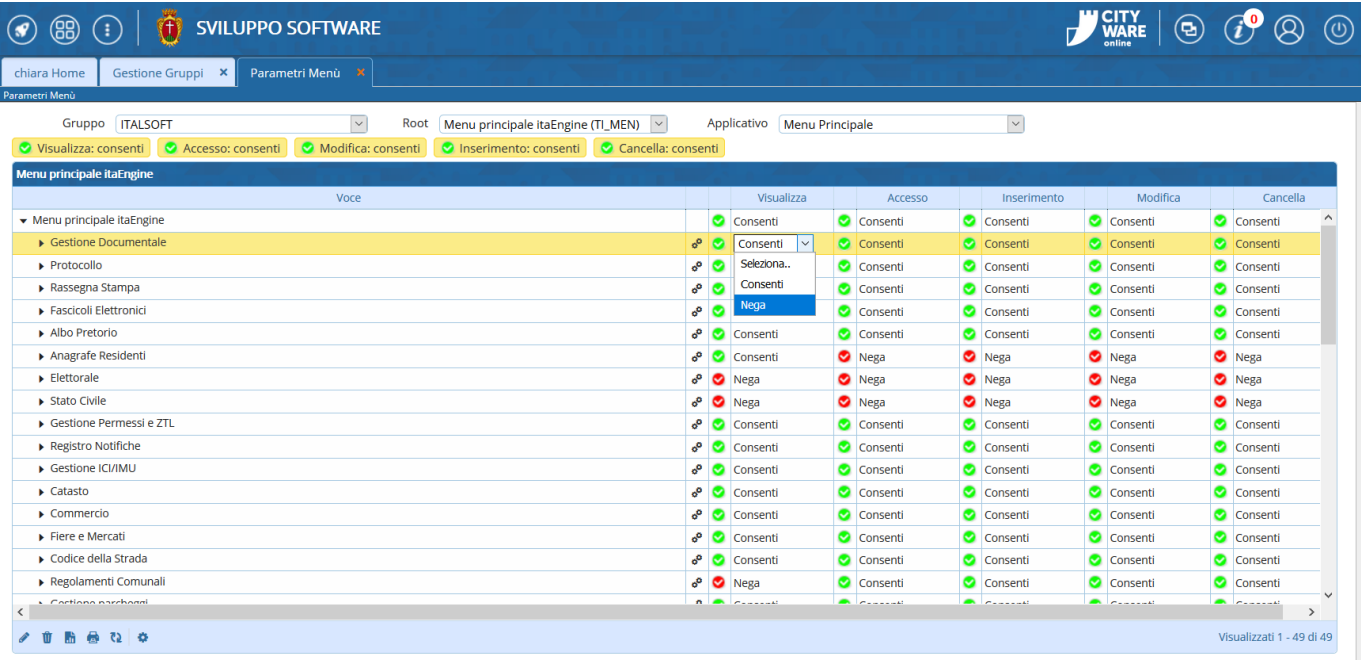 SVILUPPO SOFTWARE
CITY
WARE
online
0
chiara Home Gestione Gruppi × Parametri Menù ×
Parametri Menù
Gruppo ITALSOFT Root Menu principale itaEngine (TI_MEN) Applicativo Menu Principale
Visualizza: consenti Accesso: consenti Modifica: consenti Inserimento: consenti Cancella: consenti
Menu principale itaEngine
Voce Visualizza Accesso Inserimento Modifica Cancella
Menu principale itaEngine Consenti Consenti Consenti Consenti Consenti
Gestione Documentale Consenti Consenti Consenti Consenti Consenti
Protocollo Seleziona.. Consenti Consenti Consenti Consenti
Rassegna Stampa Consenti Consenti Consenti Consenti Consenti
Fascicoli Elettronici Nega Consenti Consenti Consenti Consenti
Albo Pretorio Consenti Consenti Consenti Consenti Consenti
Anagrafe Residenti Consenti Nega Nega Nega Nega
Elettorale Nega Nega Nega Nega Nega
Stato Civile Nega Nega Nega Nega Nega
Gestione Permessi e ZTL Consenti Consenti Consenti Consenti Consenti
Registro Notifiche Consenti Consenti Consenti Consenti Consenti
Gestione ICI/IMU Consenti Consenti Consenti Consenti Consenti
Catasto Consenti Consenti Consenti Consenti Consenti
Commercio Consenti Consenti Consenti Consenti Consenti
Fiere e Mercati Consenti Consenti Consenti Consenti Consenti
Codice della Strada Consenti Consenti Consenti Consenti Consenti
Regolamenti Comunali Nega Consenti Consenti Consenti Consenti
Gestione parcheggi Consenti Consenti Consenti Consenti Consenti
Visualizzati 1 - 49 di 49